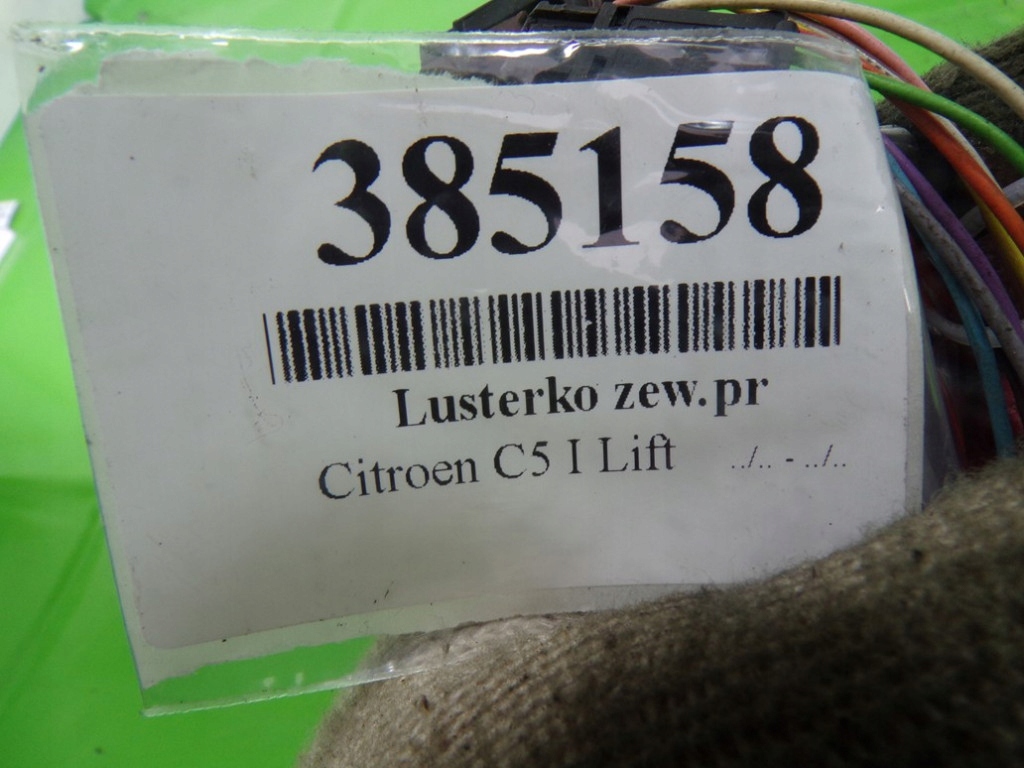 385158
Lusterko zew.pr
Citroen C5 I Lift ../.. - ../..